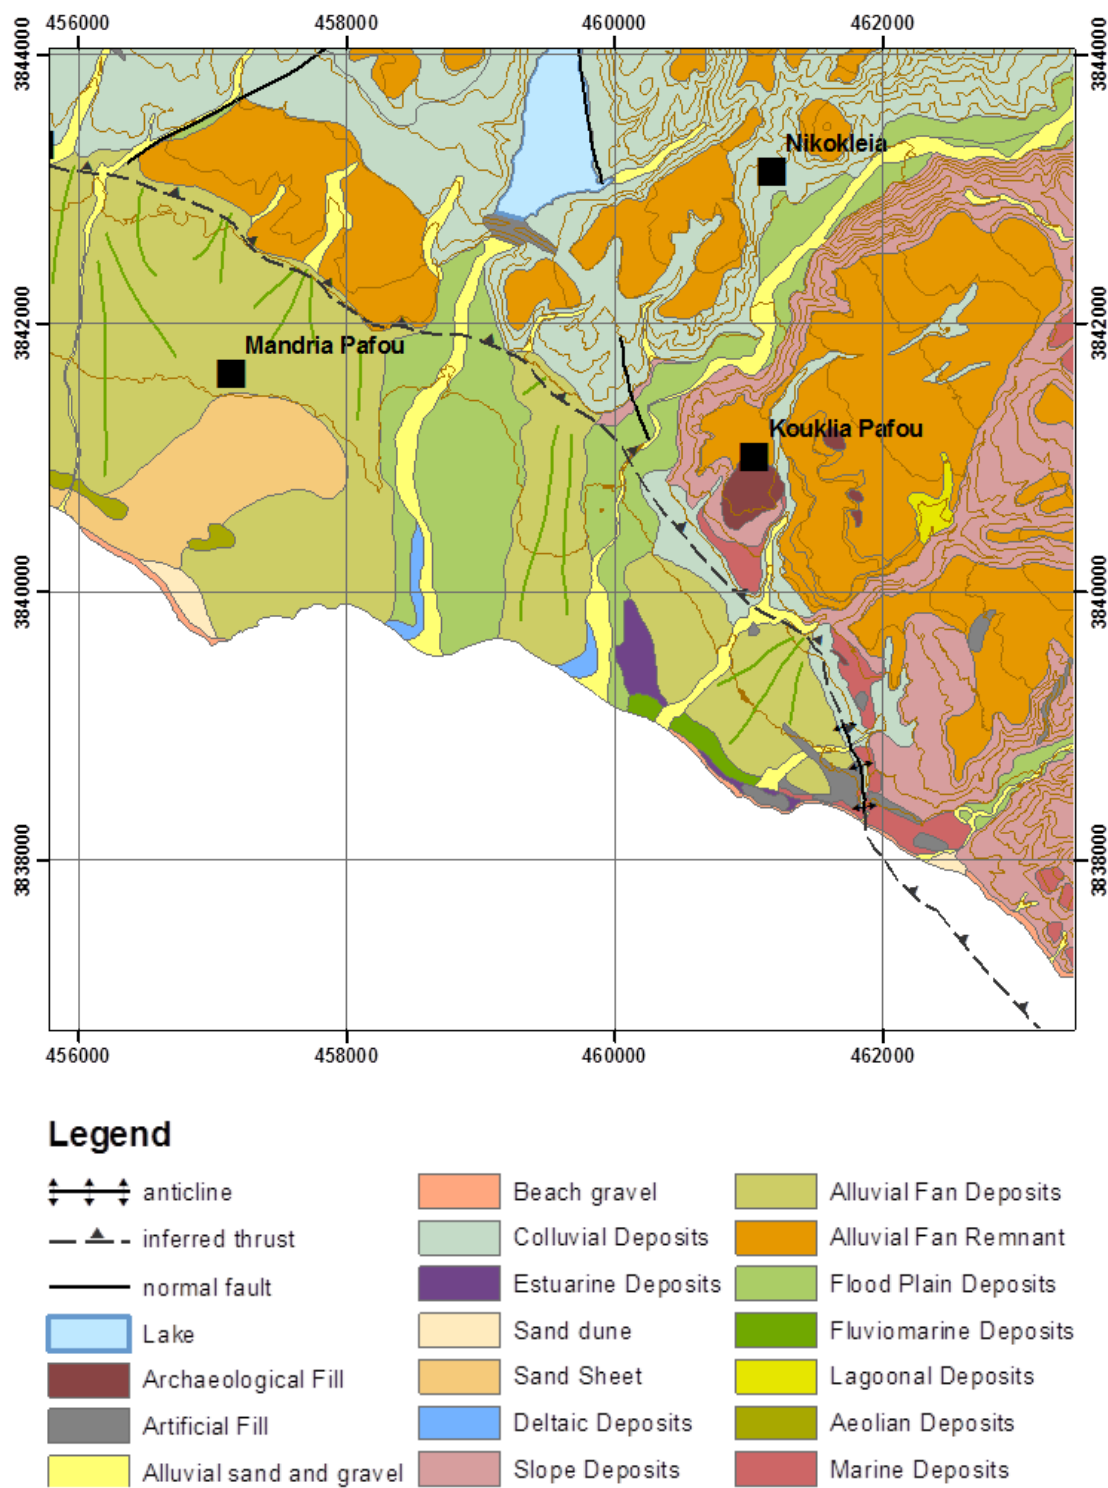 456000 458000 460000 462000
3844000 3844000
Nikokleia
3842000 3842000
Mandria Pafou
Kouklia Pafou
3840000 3840000
3838000 3838000
456000 458000 460000 462000
Legend
anticline
inferred thrust
normal fault
Lake
Archaeological Fill
Artificial Fill
Alluvial sand and gravel
Beach gravel
Colluvial Deposits
Estuarine Deposits
Sand dune
Sand Sheet
Deltaic Deposits
Slope Deposits
Alluvial Fan Deposits
Alluvial Fan Remnant
Flood Plain Deposits
Fluviomarine Deposits
Lagoonal Deposits
Aeolian Deposits
Marine Deposits